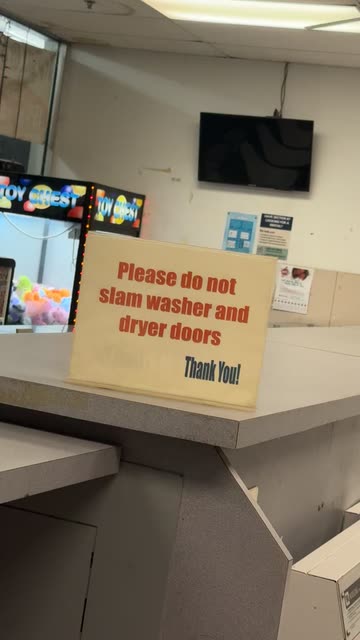 TOY CHEST
TOY CHEST
Please do not
slam washer and
dryer doors
Thank You!